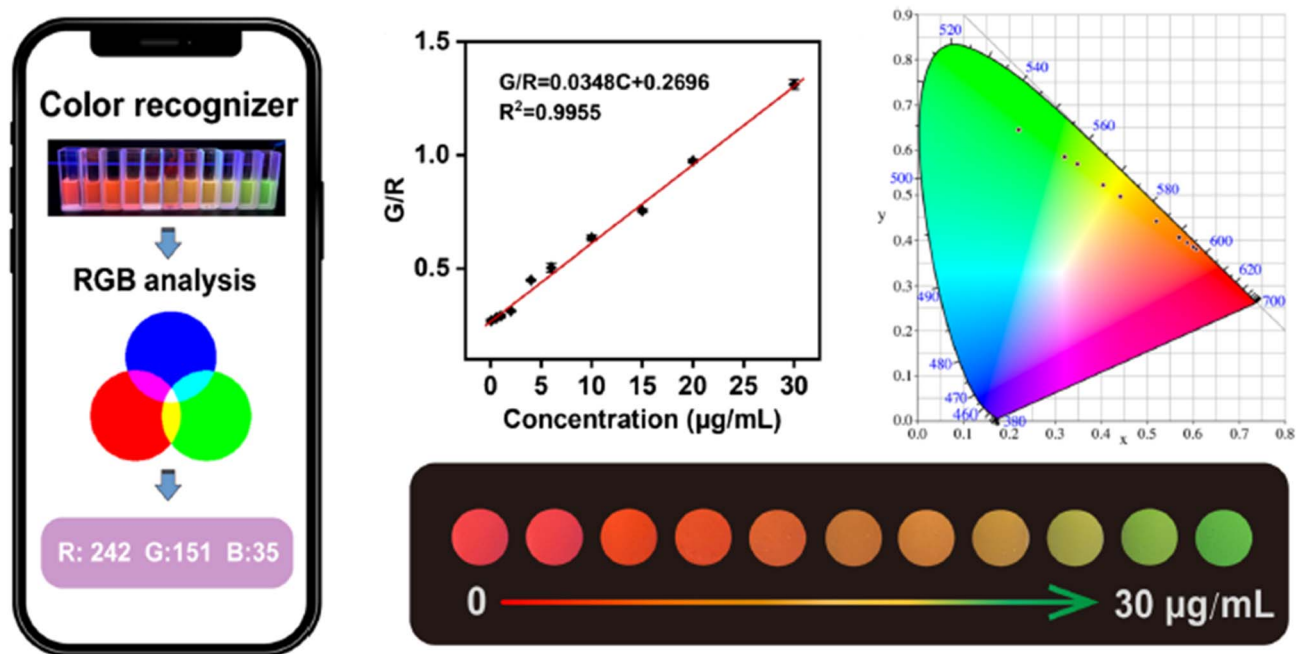 Color recognizer
RGB analysis
R: 242 G:151 B:35
1.5
1.0
0.5
G/R
G/R=0.0348C+0.2696
R²=0.9955
0 5 10 15 20 25 30
Concentration (µg/mL)
0.9
0.8
0.7
0.6
0.5
0.4
0.3
0.2
0.1
0.0
y
520
540
560
580
600
620
700
500
490
480
470
460
380
0.0 0.1 0.2 0.3 0.4 0.5 0.6 0.7 0.8
x
0 30 µg/mL